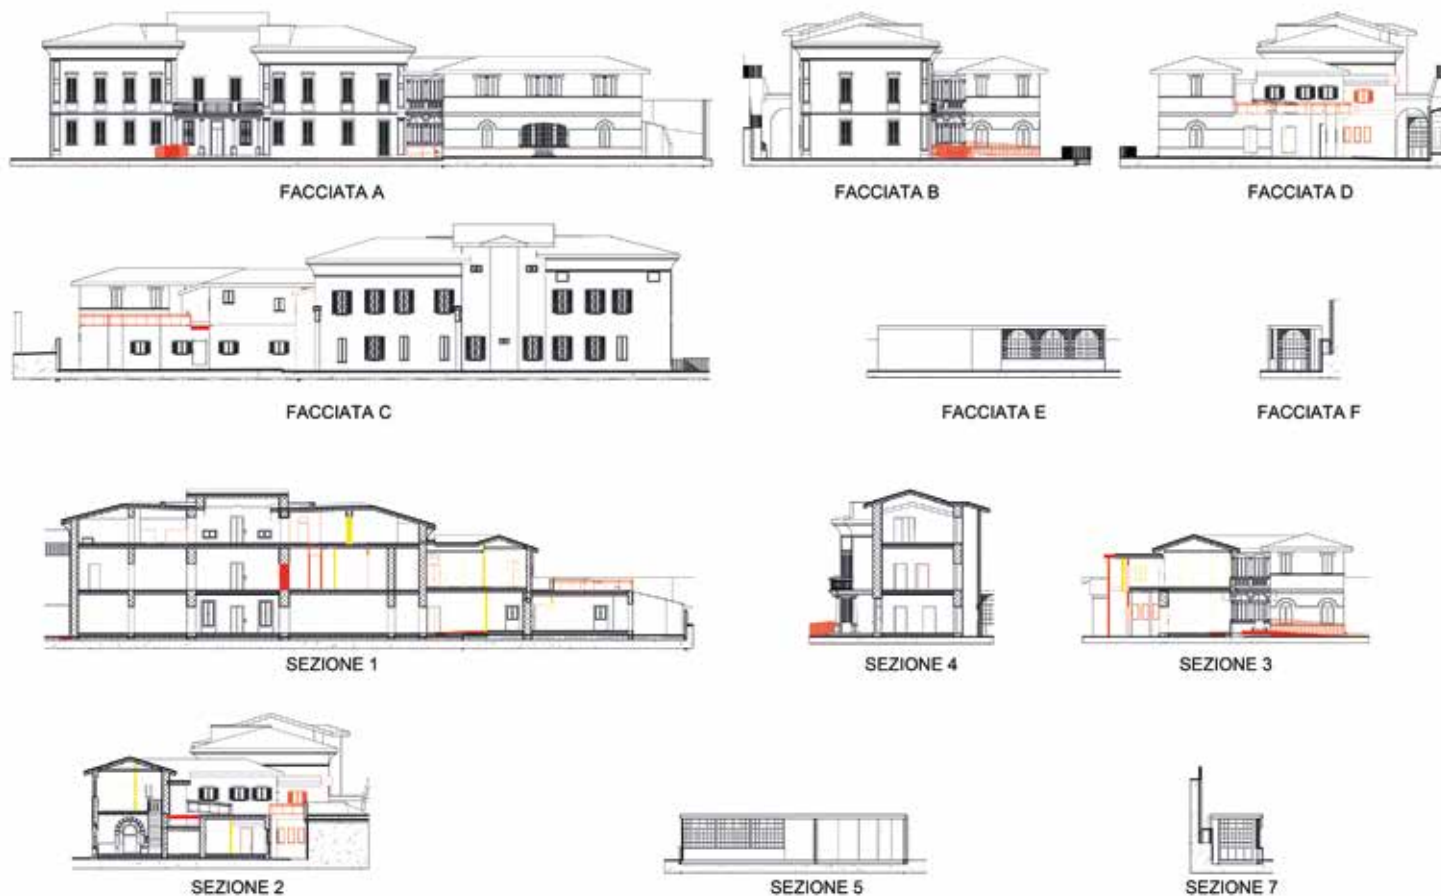 FACCIATA A
FACCIATA B
FACCIATA D
FACCIATA C
FACCIATA E
FACCIATA F
SEZIONE 1
SEZIONE 4
SEZIONE 3
SEZIONE 2
SEZIONE 5
SEZIONE 7